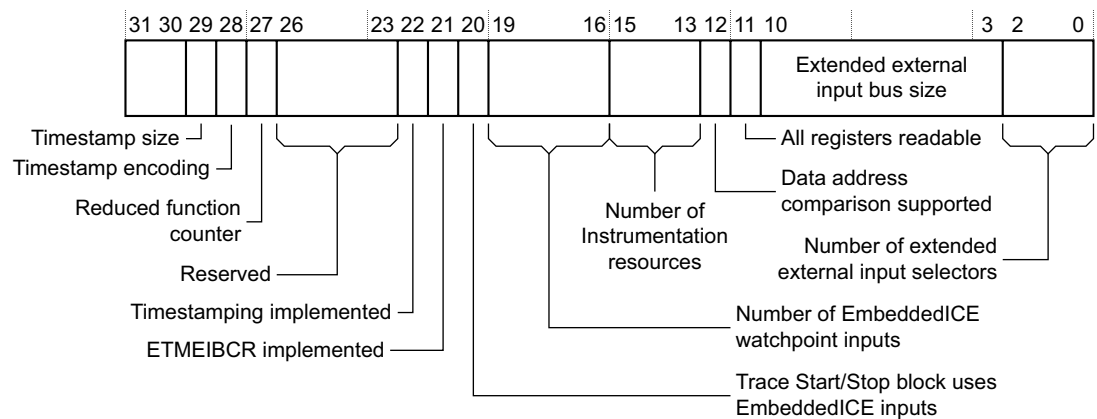 31 30 29 28 27 26 23 22 21 20 19 16 15 13 12 11 10 3 2 0
Extended external
input bus size
Timestamp size
Timestamp encoding
Reduced function
counter
Reserved
Timestamping implemented
ETMEIBCR implemented
Number of
Instrumentation
resources
All registers readable
Data address
comparison supported
Number of extended
external input selectors
Number of EmbeddedICE
watchpoint inputs
Trace Start/Stop block uses
EmbeddedICE inputs